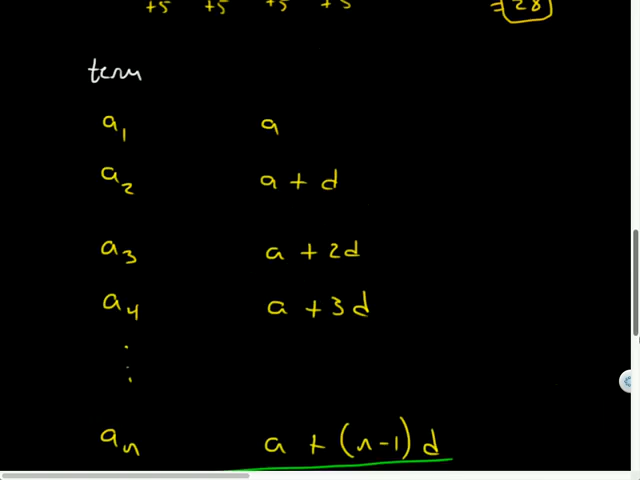 +5 +5 +5 +5 = 28
term
a₁ a
a₂ a + d
a₃ a + 2d
a₄ a + 3d
⋮
aₙ a + (n-1) d